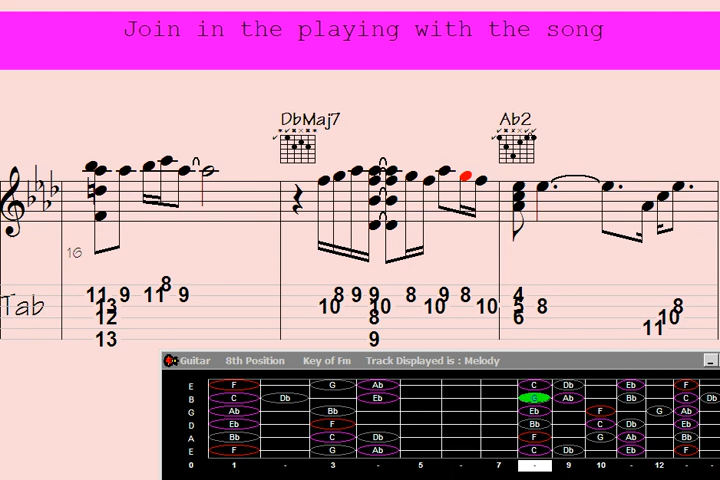 Join in the playing with the song
DbMaj7 Ab2
16
8
11 9 11 9 8 9 9 8 9 8 4
13 10 10 10 10 5 8 8
12 8 6 10
11
13 9
Tab
Guitar 8th Position Key of Fm Track Displayed is : Melody
E F G Ab C Db Eb F
B C Db Eb G Ab Bb C Db
G Ab Bb Eb F G Ab
D Eb F Bb C Eb
A Bb C Db F G Ab Bb
E F G Ab C Db Eb F
0 1 - 3 - 5 - 7 - 9 10 - 12 - -